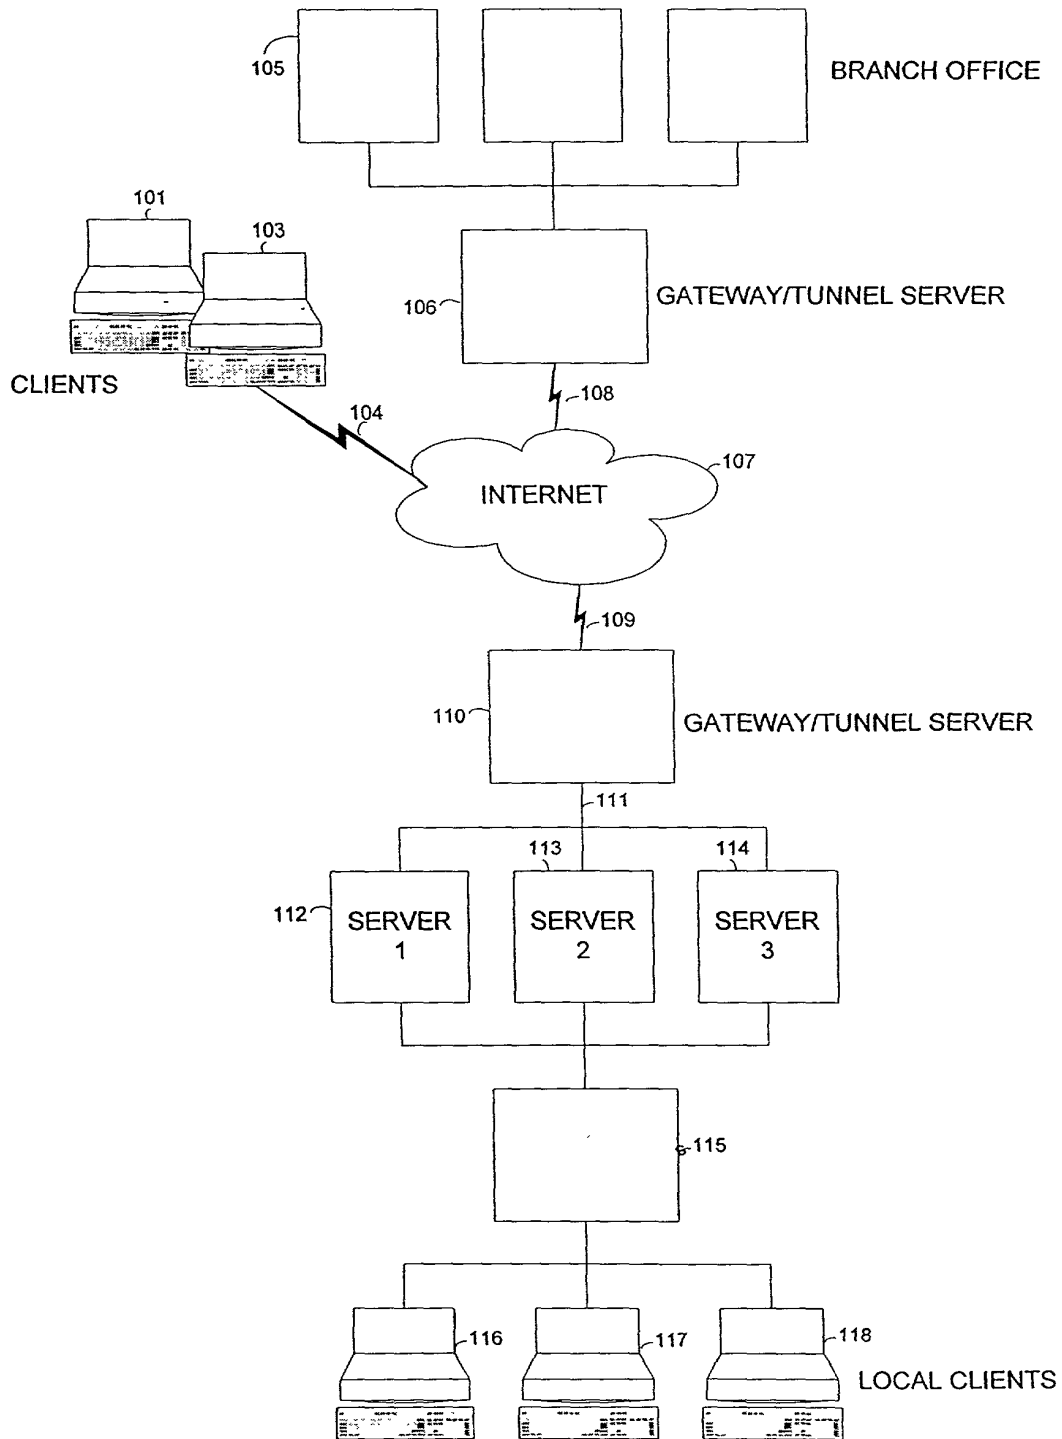 105
BRANCH OFFICE
101
103
106
GATEWAY/TUNNEL SERVER
CLIENTS
108
104
107
INTERNET
109
110
GATEWAY/TUNNEL SERVER
111
113
114
112
SERVER
1
SERVER
2
SERVER
3
115
116
117
118
LOCAL CLIENTS